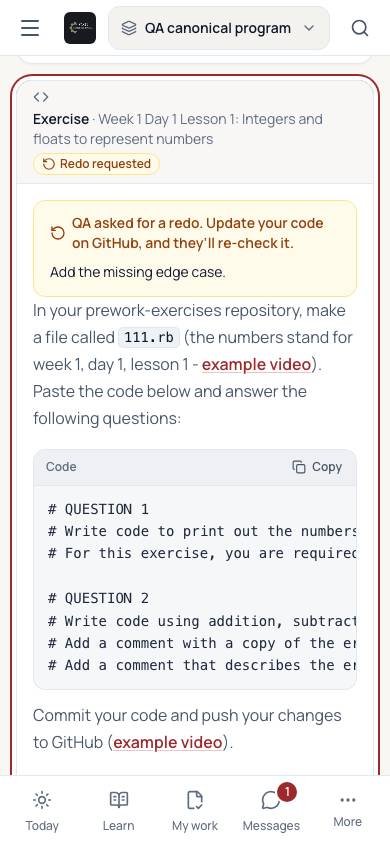 QA canonical program
Exercise · Week 1 Day 1 Lesson 1: Integers and
floats to represent numbers
Redo requested
QA asked for a redo. Update your code
on GitHub, and they'll re-check it.
Add the missing edge case.
In your prework-exercises repository, make
a file called 111.rb (the numbers stand for
week 1, day 1, lesson 1 - example video).
Paste the code below and answer the
following questions:
Code
Copy
# QUESTION 1
# Write code to print out the numbers
# For this exercise, you are required
# QUESTION 2
# Write code using addition, subtract
# Add a comment with a copy of the er
# Add a comment that describes the er
Commit your code and push your changes
to GitHub (example video).
1
Today
Learn
My work
Messages
More